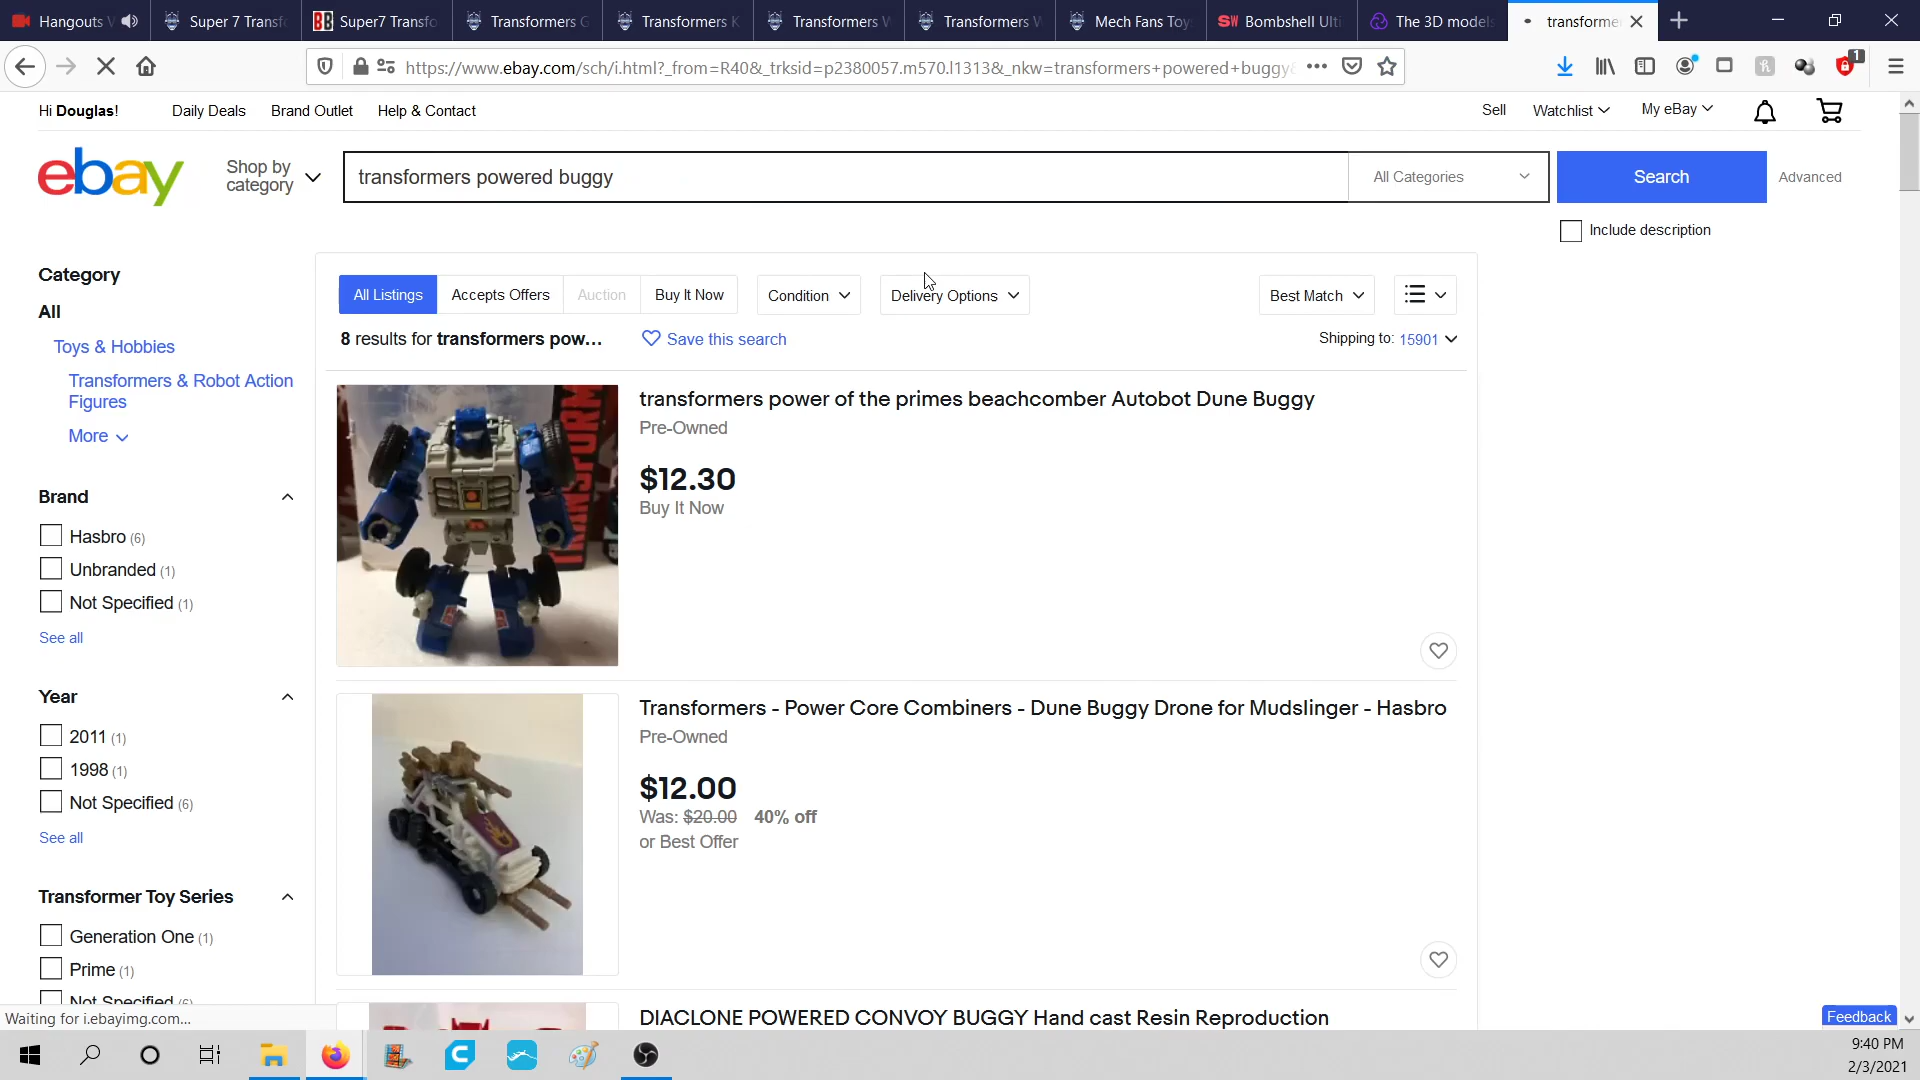 Hangouts V
Super 7 Transf
BB Super7 Transfo
Transformers G
Transformers K
Transformers W
Transformers W
Mech Fans Toy
SW Bombshell Ulti
The 3D models
transforme
https://www.ebay.com/sch/i.html?_from=R40&_trksid=p2380057.m570.l1313&_nkw=transformers+powered+buggy&
1
Hi Douglas!
Daily Deals
Brand Outlet
Help & Contact
Sell
Watchlist
My eBay
ebay
Shop by
category
transformers powered buggy
All Categories
Search
Advanced
Include description
Category
All
Toys & Hobbies
Transformers & Robot Action
Figures
More
Brand
Hasbro (6)
Unbranded (1)
Not Specified (1)
See all
Year
2011 (1)
1998 (1)
Not Specified (6)
See all
Transformer Toy Series
Generation One (1)
Prime (1)
Not Specified (6)
All Listings
Accepts Offers
Auction
Buy It Now
Condition
Delivery Options
Best Match
8 results for transformers pow...
Save this search
Shipping to: 15901
transformers power of the primes beachcomber Autobot Dune Buggy
Pre-Owned
$12.30
Buy It Now
Transformers - Power Core Combiners - Dune Buggy Drone for Mudslinger - Hasbro
Pre-Owned
$12.00
Was: $20.00 40% off
or Best Offer
DIACLONE POWERED CONVOY BUGGY Hand cast Resin Reproduction
Feedback
Waiting for i.ebayimg.com...
9:40 PM
2/3/2021